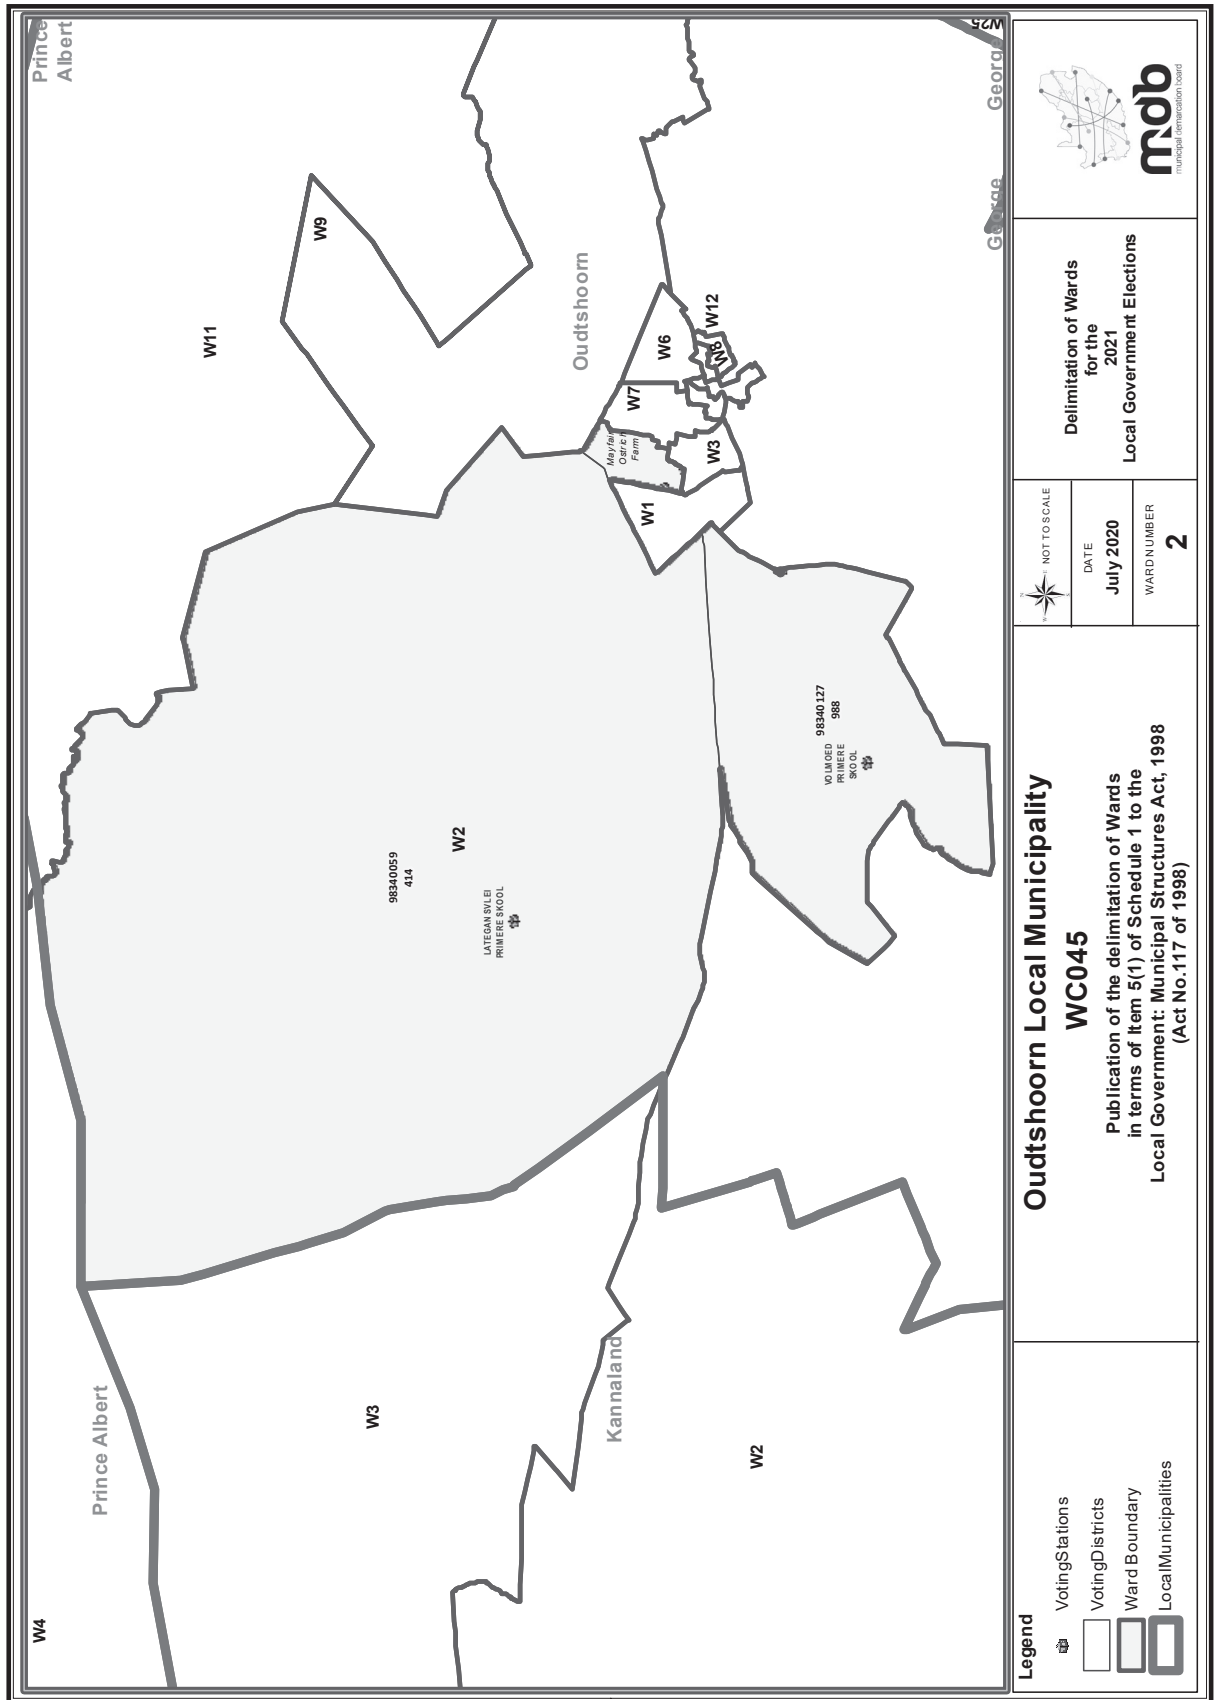 Prince
Albert
W25
George
George
W9
W11
Oudtshoorn
W12
W6
W8
W7
Mayfair
Ostrich
Farm
W3
W1
98340127
988
VOLMOED
PRIMERE
SKOOL
98340059
414
W2
LATEGANSVLEI
PRIMERE SKOOL
Prince Albert
W3
Kannaland
W2
W4
Legend
VotingStations
VotingDistricts
Ward Boundary
LocalMunicipalities
Oudtshoorn Local Municipality
WC045
Publication of the delimitation of Wards
in terms of Item 5(1) of Schedule 1 to the
Local Government: Municipal Structures Act, 1998
(Act No.117 of 1998)
N
W
E
S
NOT TO SCALE
DATE
July 2020
WARD NUMBER
2
Delimitation of Wards
for the
2021
Local Government Elections
mdb
municipal demarcation board